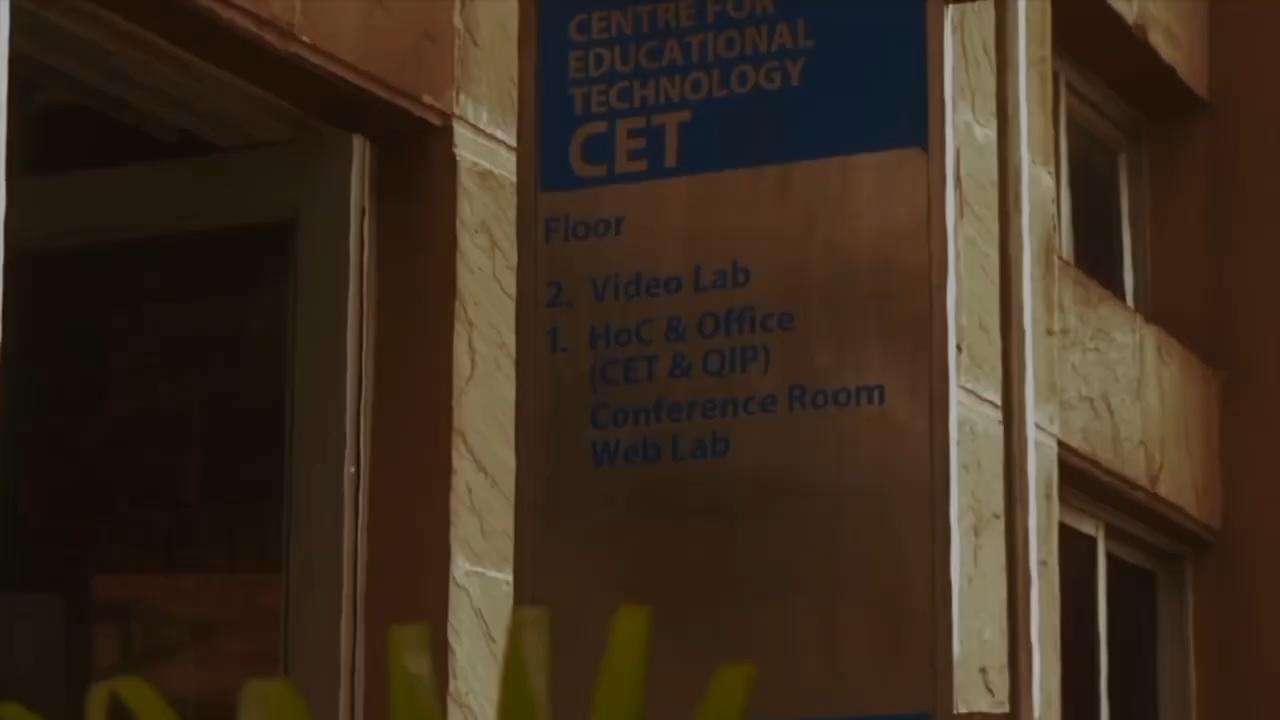 CENTRE FOR
EDUCATIONAL
TECHNOLOGY
CET
Floor
2. Video Lab
1. HoC & Office
(CET & QIP)
Conference Room
Web Lab